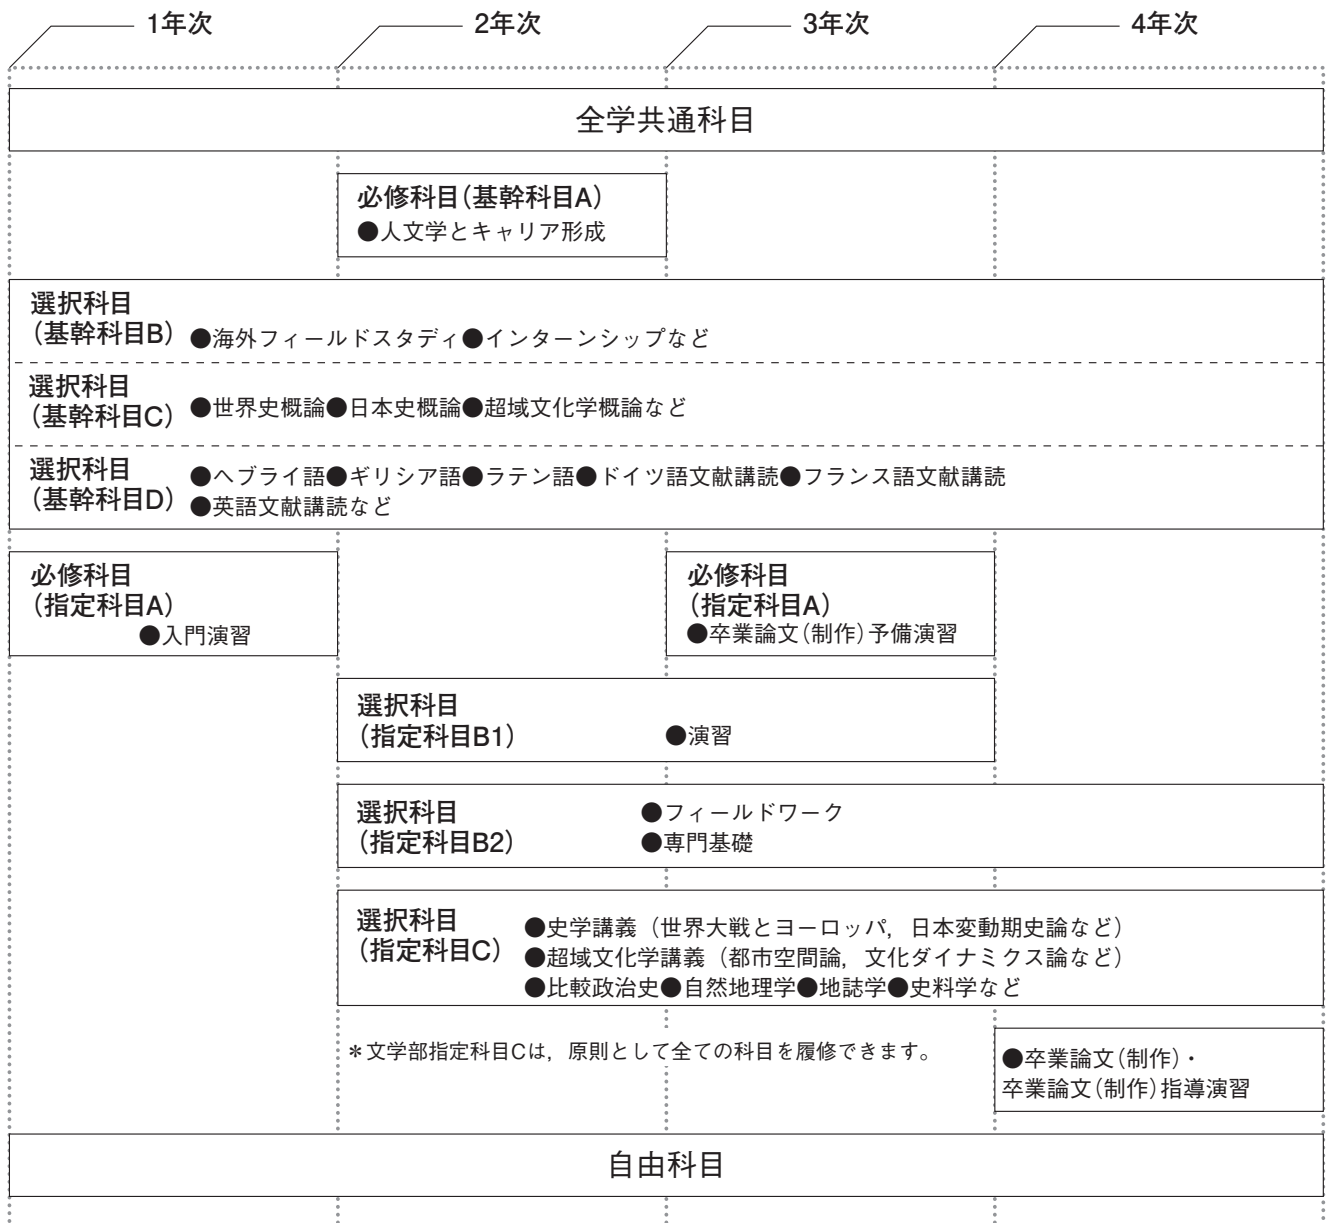 1年次
2年次
3年次
4年次
全学共通科目
必修科目(基幹科目A)
●人文学とキャリア形成
選択科目
(基幹科目B) ●海外フィールドスタディ●インターンシップなど
選択科目
(基幹科目C) ●世界史概論●日本史概論●超域文化学概論など
選択科目
(基幹科目D) ●ヘブライ語●ギリシア語●ラテン語●ドイツ語文献講読●フランス語文献講読
●英語文献講読など
必修科目
(指定科目A)
●入門演習
必修科目
(指定科目A)
●卒業論文(制作)予備演習
選択科目
(指定科目B1) ●演習
選択科目
(指定科目B2)
●フィールドワーク
●専門基礎
選択科目
(指定科目C)
●史学講義(世界大戦とヨーロッパ,日本変動期史論など)
●超域文化学講義(都市空間論,文化ダイナミクス論など)
●比較政治史●自然地理学●地誌学●史料学など
＊文学部指定科目Cは,原則として全ての科目を履修できます。
●卒業論文(制作)・
卒業論文(制作)指導演習
自由科目